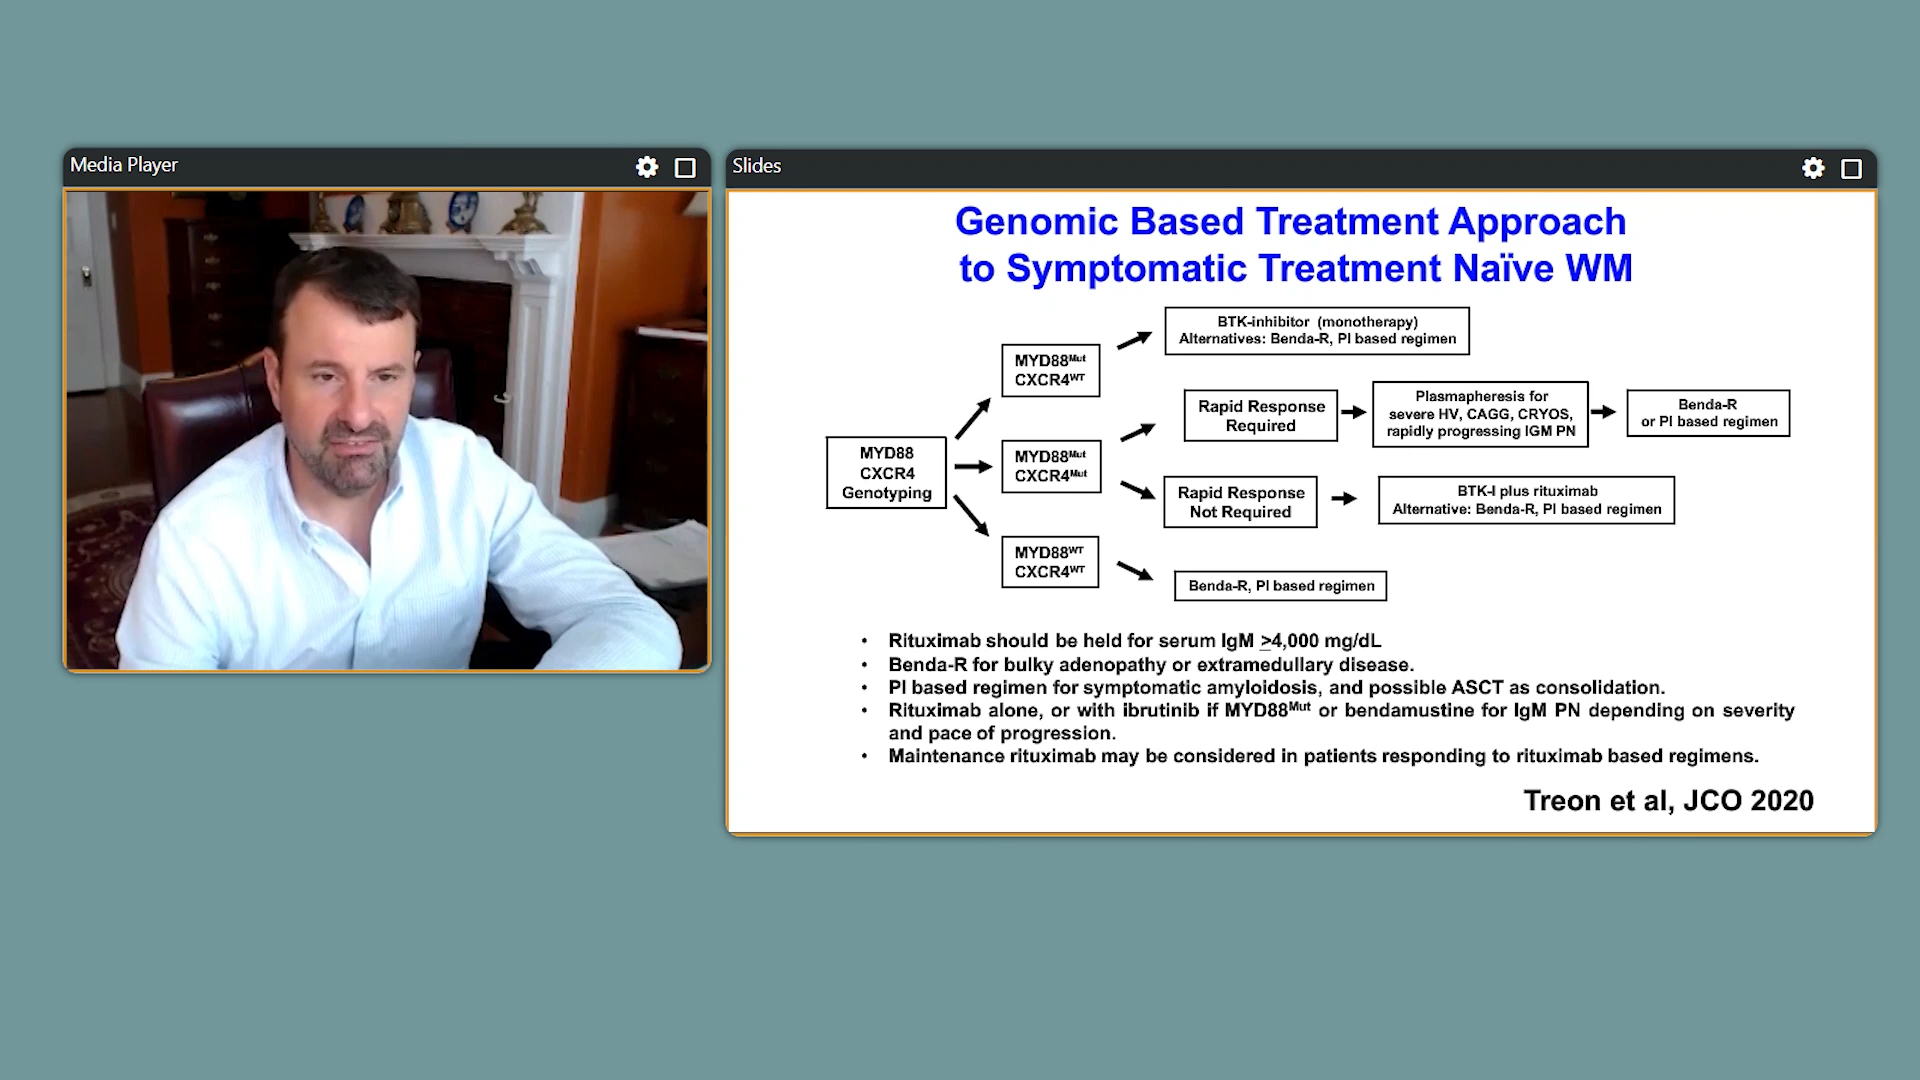 Media Player
Slides
Genomic Based Treatment Approach
to Symptomatic Treatment Naïve WM
BTK-inhibitor (monotherapy)
Alternatives: Benda-R, PI based regimen
MYD88Mut
CXCR4WT
Rapid Response
Required
Plasmapheresis for
severe HV, CAGG, CRYOS,
rapidly progressing IGM PN
Benda-R
or PI based regimen
MYD88
CXCR4
Genotyping
MYD88Mut
CXCR4Mut
Rapid Response
Not Required
BTK-I plus rituximab
Alternative: Benda-R, PI based regimen
MYD88WT
CXCR4WT
Benda-R, PI based regimen
• Rituximab should be held for serum IgM ≥4,000 mg/dL
• Benda-R for bulky adenopathy or extramedullary disease.
• PI based regimen for symptomatic amyloidosis, and possible ASCT as consolidation.
• Rituximab alone, or with ibrutinib if MYD88Mut or bendamustine for IgM PN depending on severity
and pace of progression.
• Maintenance rituximab may be considered in patients responding to rituximab based regimens.
Treon et al, JCO 2020